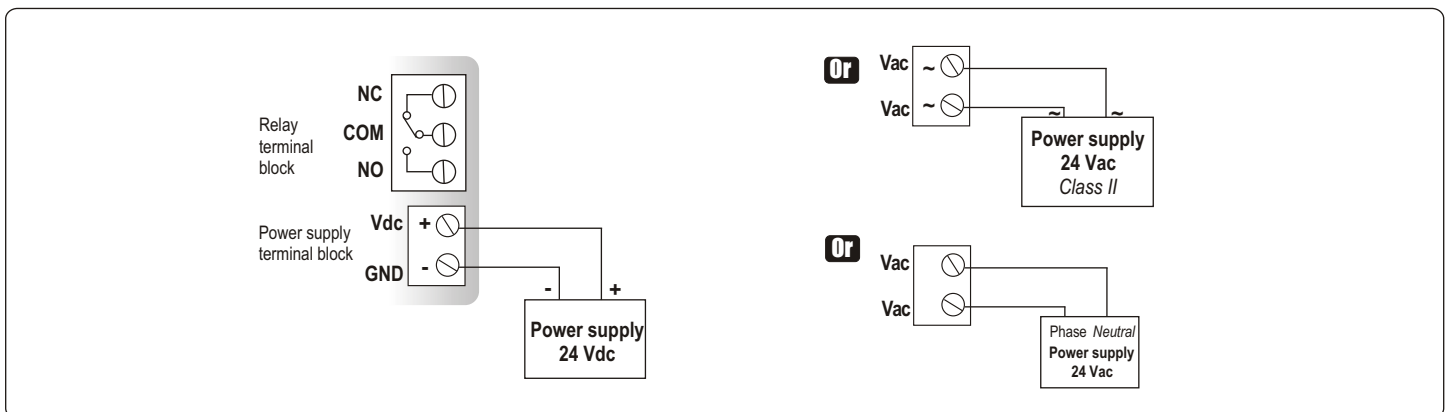 NC
COM
NO
Relay
terminal
block
Vdc +
GND -
Power supply
terminal block
- +
Power supply
24 Vdc
Or
Vac ~
Vac ~
~ ~
Power supply
24 Vac
Class II
Or
Vac
Vac
Phase Neutral
Power supply
24 Vac